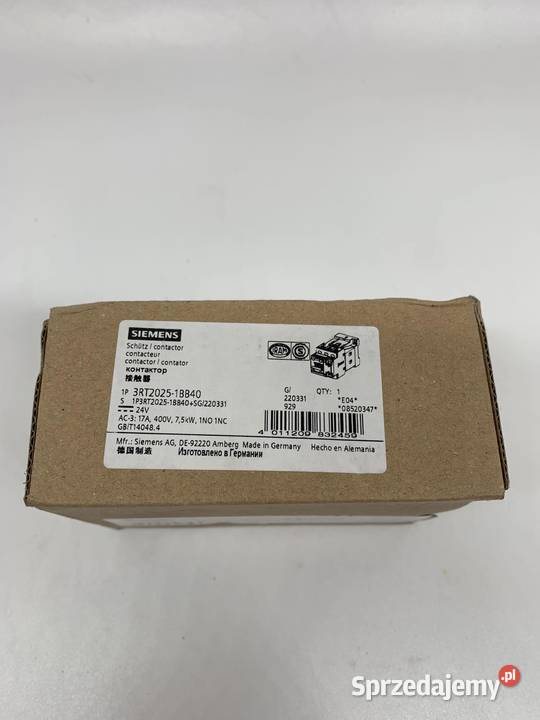 SIEMENS
Schütz / contactor
contacteur
contactor / contator
контактор
接触器
1P 3RT2025-1BB40
S 1P3RT2025-1BB40+SG/220331
24V
AC-3: 17A, 400V, 7,5kW, 1NO 1NC
GB/T14048.4
G/
220331
929
QTY: 1
*E04*
*08520347*
4 011209 832459
Mfr.: Siemens AG, DE-92220 Amberg Made in Germany Hecho en Alemania
德国制造 Изготовлено в Германии
Sprzedajemy.pl